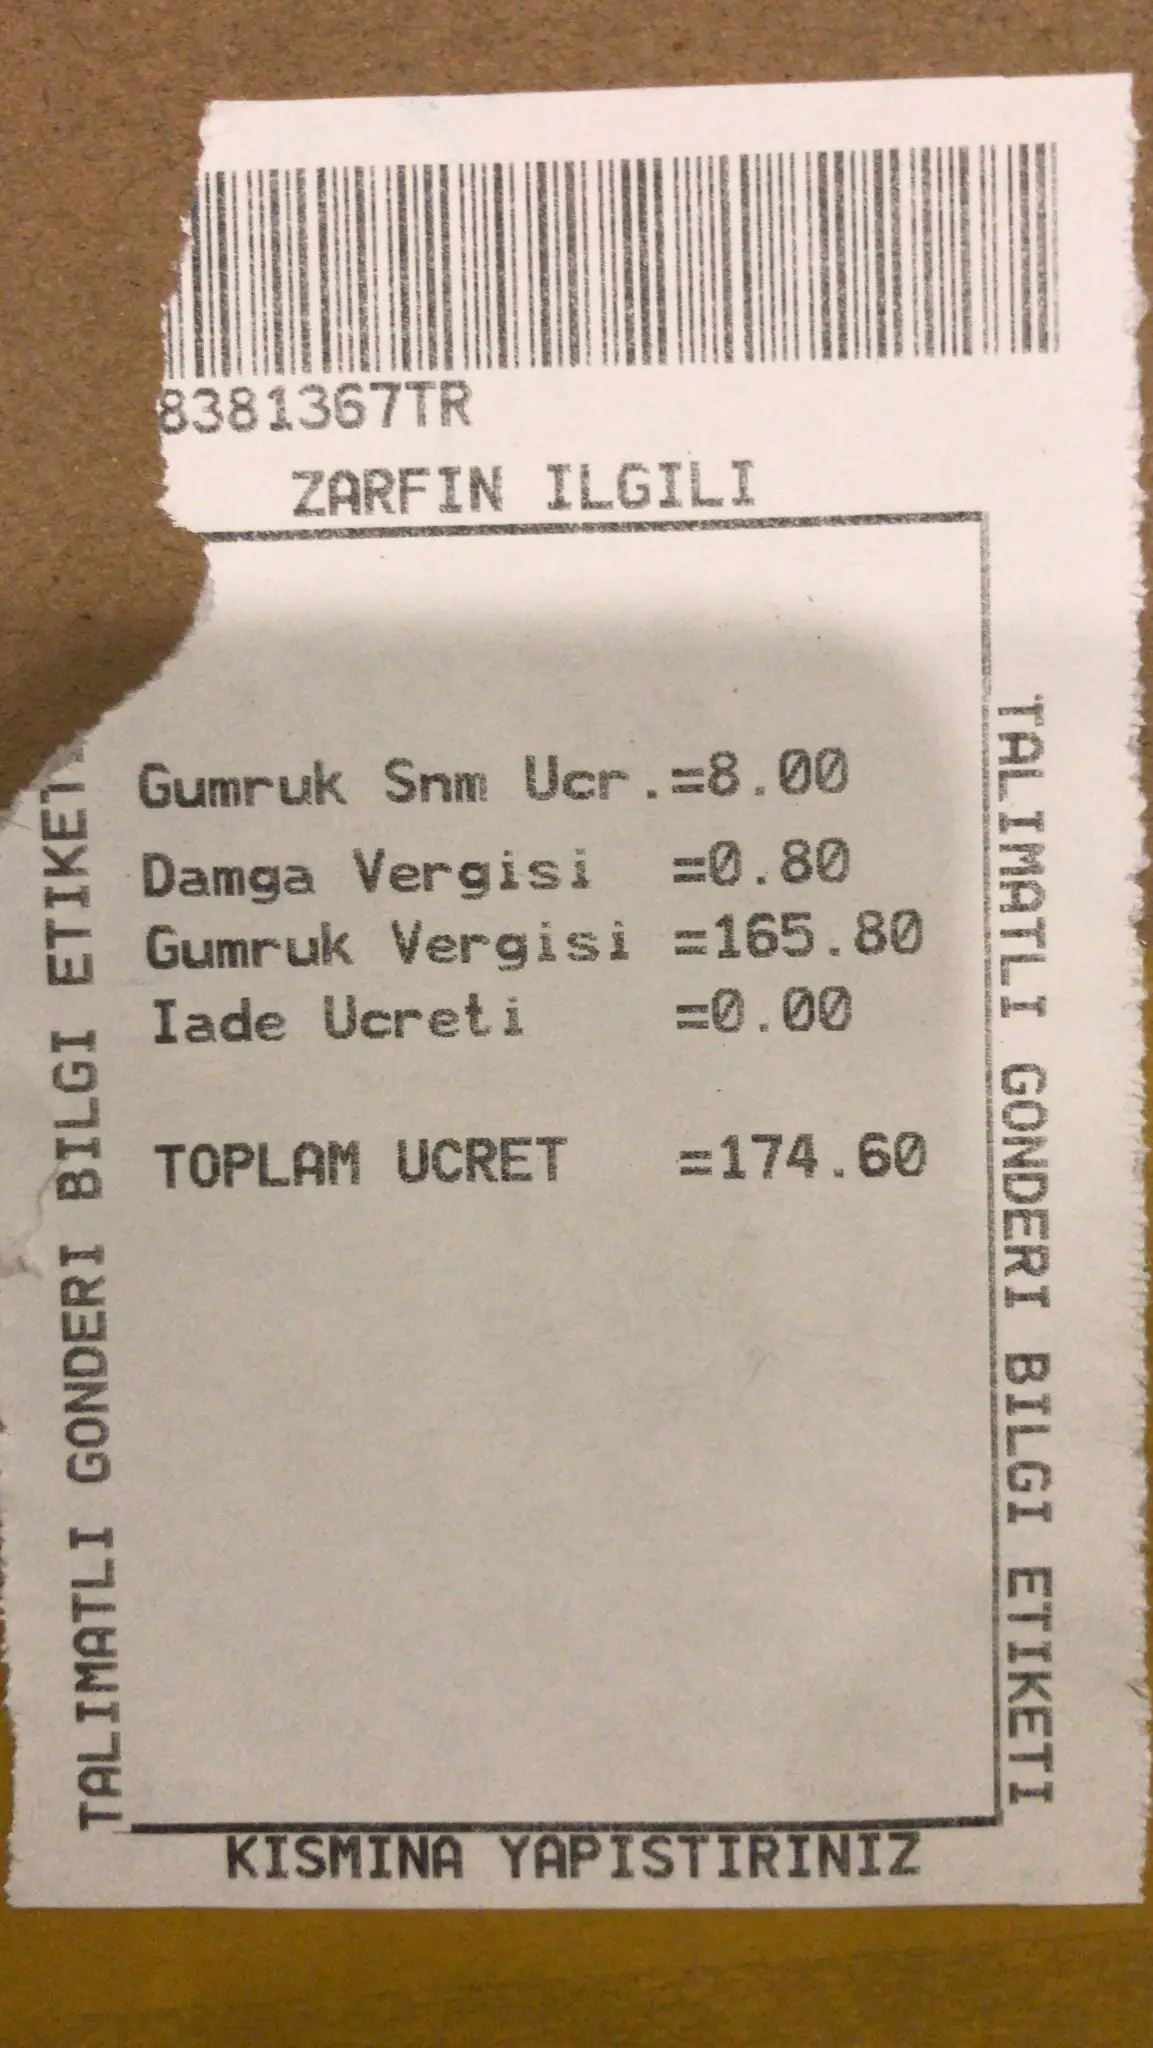 8381367TR
ZARFIN ILGILI
TALIMATLI GONDERI BILGI ETIKET
Gumruk Snm Ucr.=8.00
Damga Vergisi =0.80
Gumruk Vergisi =165.80
Iade Ucreti =0.00
TOPLAM UCRET =174.60
TALIMATLI GONDERI BILGI ETIKETI
KISMINA YAPISTIRINIZ